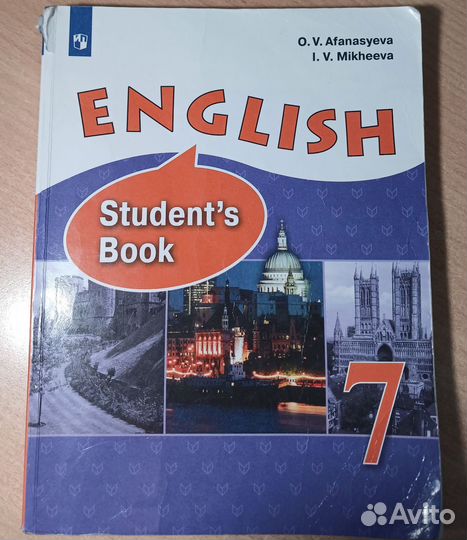 O. V. Afanasyeva
I. V. Mikheeva
ENGLISH
Student's
Book
7
Avito